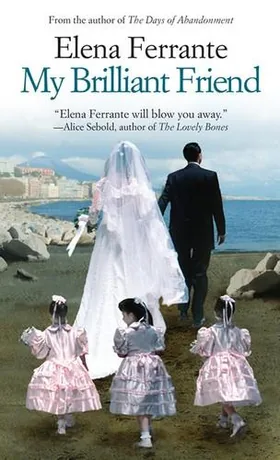 From the author of The Days of Abandonment
Elena Ferrante
My Brilliant Friend
“Elena Ferrante will blow you away.”
—Alice Sebold, author of The Lovely Bones